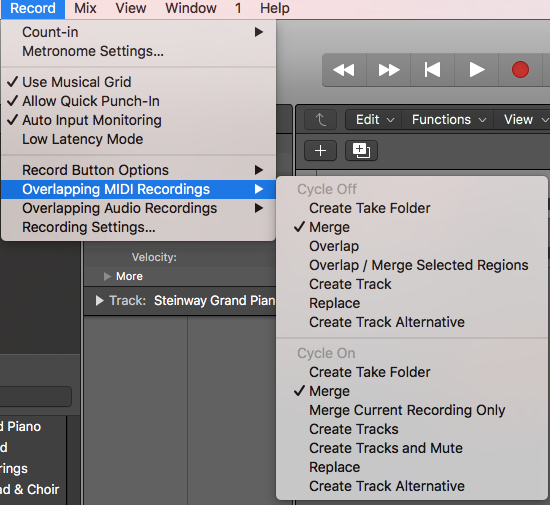 Record Mix Window 1 Help
Count-in
Metronome Settings...
Use Musical Grid
Allow Quick Punch-In
Auto Input Monitoring
Low Latency Mode
Record Button Options
Overlapping MIDI Recordings
Overlapping Audio Recordings
Recording Settings...
Edit Functions View
Cycle Off
Create Take Folder
Merge
Overlap
Overlap / Merge Selected Regions
Create Track
Replace
Create Track Alternative
Cycle On
Create Take Folder
Merge
Merge Current Recording Only
Create Tracks
Create Tracks and Mute
Replace
Create Track Alternative
Velocity:
More
Track: Steinway Grand Pian
d Piano
d
rings
ad & Choir